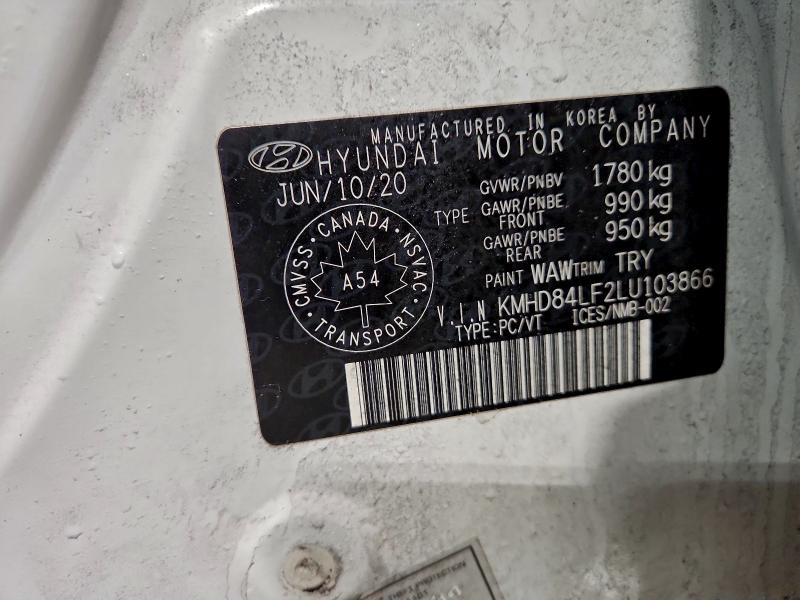 MANUFACTURED IN KOREA BY
HYUNDAI MOTOR COMPANY
JUN/10/20
GVWR/PNBV 1780 kg
TYPE GAWR/PNBE FRONT 990 kg
GAWR/PNBE REAR 950 kg
CMVSS · CANADA · NSVAC · TRANSPORT ·
A54
PAINT WAW TRIM TRY
V.I.N KMHD84LF2LU103866
TYPE:PC/VT ICES/NMB-002
THEFT PROTECTION